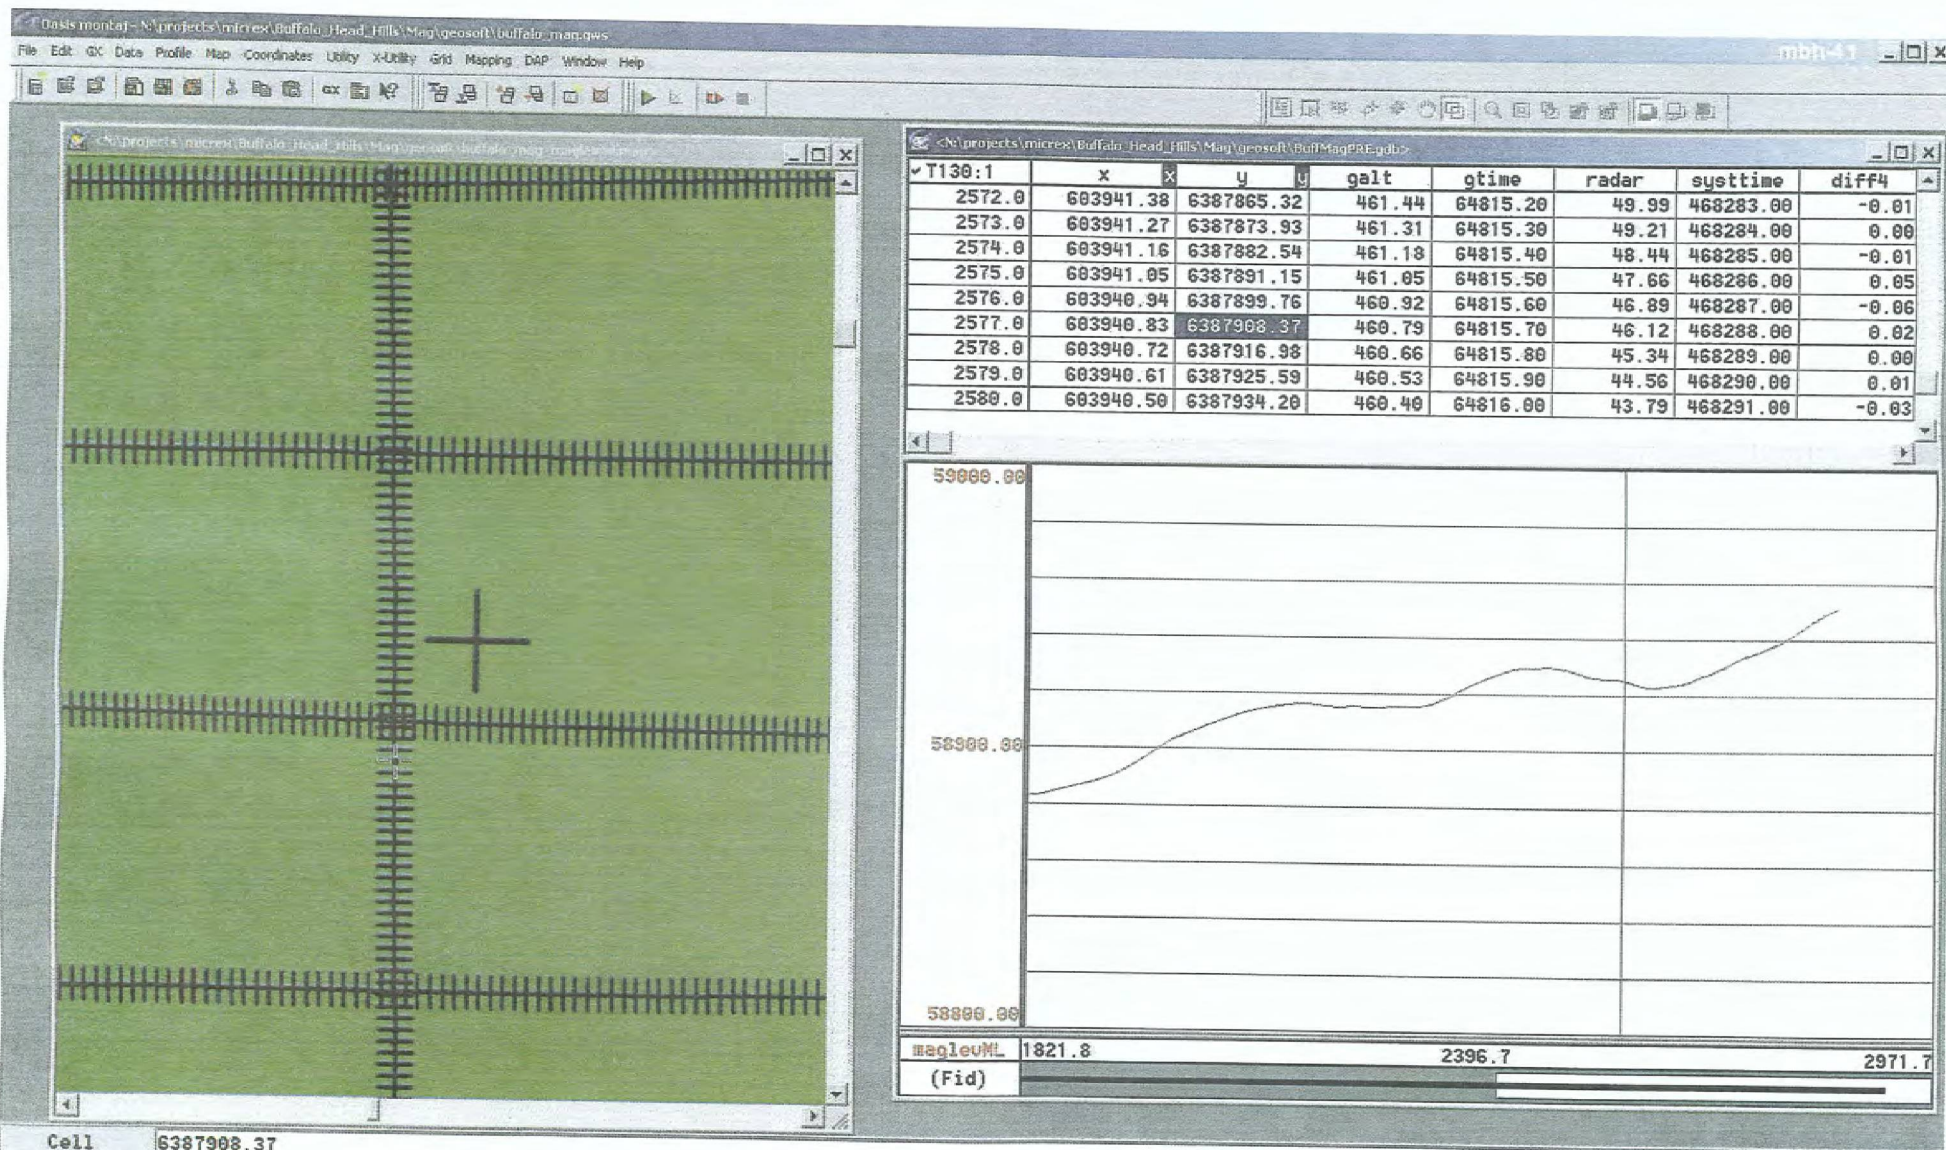 Oasis montaj - N:\projects\micrex\Buffalo_Head_Hills\Mag\geosoft\buffalo_mag.gws
mbh-41
File Edit GX Data Profile Map Coordinates Utility X-Utility Grid Mapping DAP Window Help
GX
<N:\projects\micrex\Buffalo_Head_Hills\Mag\geosoft\buffalo_mag
<N:\projects\micrex\Buffalo_Head_Hills\Mag\geosoft\BuffMagPRE.gdb>
T130:1 x x y y galt gtime radar systtime diff4
2572.0 603941.38 6387865.32 461.44 64815.20 49.99 468283.00 -0.01
2573.0 603941.27 6387873.93 461.31 64815.30 49.21 468284.00 0.00
2574.0 603941.16 6387882.54 461.18 64815.40 48.44 468285.00 -0.01
2575.0 603941.05 6387891.15 461.05 64815.50 47.66 468286.00 0.05
2576.0 603940.94 6387899.76 460.92 64815.60 46.89 468287.00 -0.06
2577.0 603940.83 6387908.37 460.79 64815.70 46.12 468288.00 0.02
2578.0 603940.72 6387916.98 460.66 64815.80 45.34 468289.00 0.00
2579.0 603940.61 6387925.59 460.53 64815.90 44.56 468290.00 0.01
2580.0 603940.50 6387934.20 460.40 64816.00 43.79 468291.00 -0.03
59000.00
58900.00
58800.00
maglevML 1821.8 2396.7 2971.7
(Fid)
Cell 6387908.37